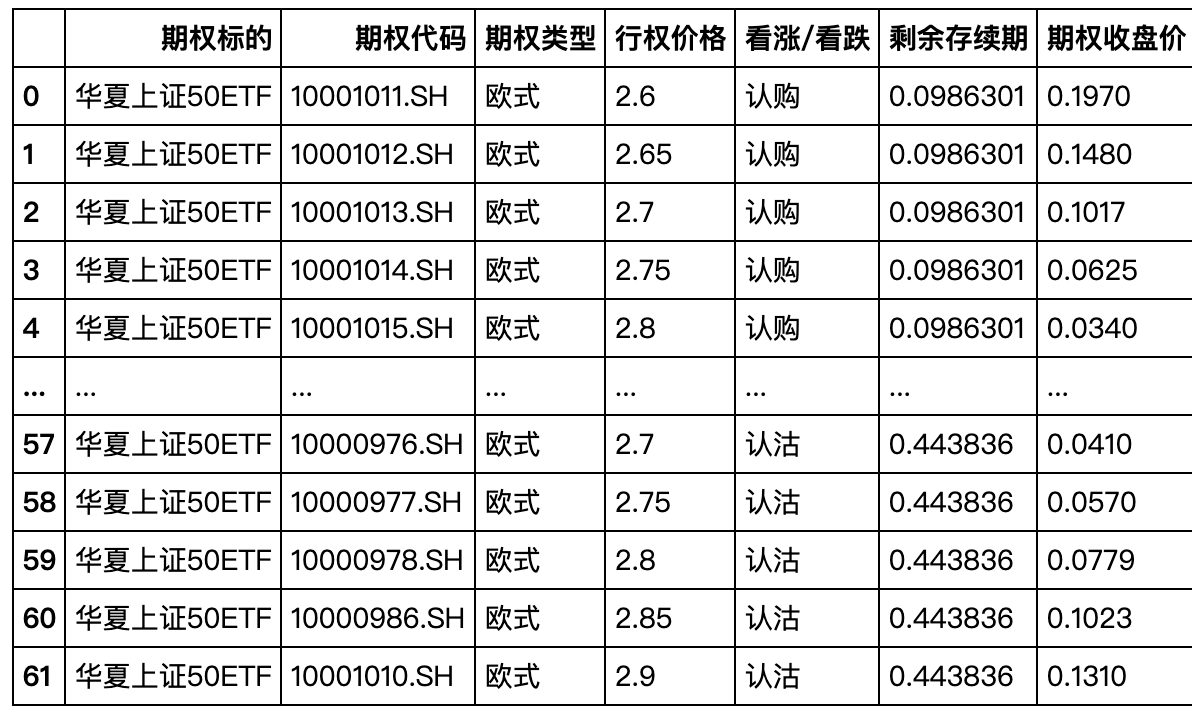 期权标的 期权代码 期权类型 行权价格 看涨/看跌 剩余存续期 期权收盘价
0 华夏上证50ETF 10001011.SH 欧式 2.6 认购 0.0986301 0.1970
1 华夏上证50ETF 10001012.SH 欧式 2.65 认购 0.0986301 0.1480
2 华夏上证50ETF 10001013.SH 欧式 2.7 认购 0.0986301 0.1017
3 华夏上证50ETF 10001014.SH 欧式 2.75 认购 0.0986301 0.0625
4 华夏上证50ETF 10001015.SH 欧式 2.8 认购 0.0986301 0.0340
... ... ... ... ... ... ... ...
57 华夏上证50ETF 10000976.SH 欧式 2.7 认沽 0.443836 0.0410
58 华夏上证50ETF 10000977.SH 欧式 2.75 认沽 0.443836 0.0570
59 华夏上证50ETF 10000978.SH 欧式 2.8 认沽 0.443836 0.0779
60 华夏上证50ETF 10000986.SH 欧式 2.85 认沽 0.443836 0.1023
61 华夏上证50ETF 10001010.SH 欧式 2.9 认沽 0.443836 0.1310